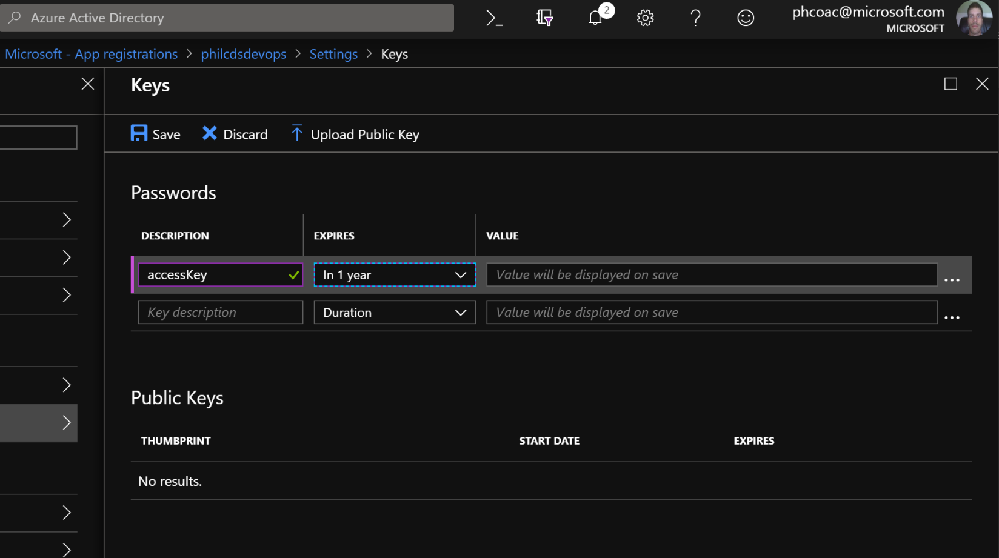 Azure Active Directory
2
phcoac@microsoft.com
MICROSOFT
Microsoft - App registrations > philcdsdevops > Settings > Keys
Keys
Save Discard Upload Public Key
Passwords
DESCRIPTION EXPIRES VALUE
accessKey In 1 year Value will be displayed on save ...
Key description Duration Value will be displayed on save ...
Public Keys
THUMBPRINT START DATE EXPIRES
No results.